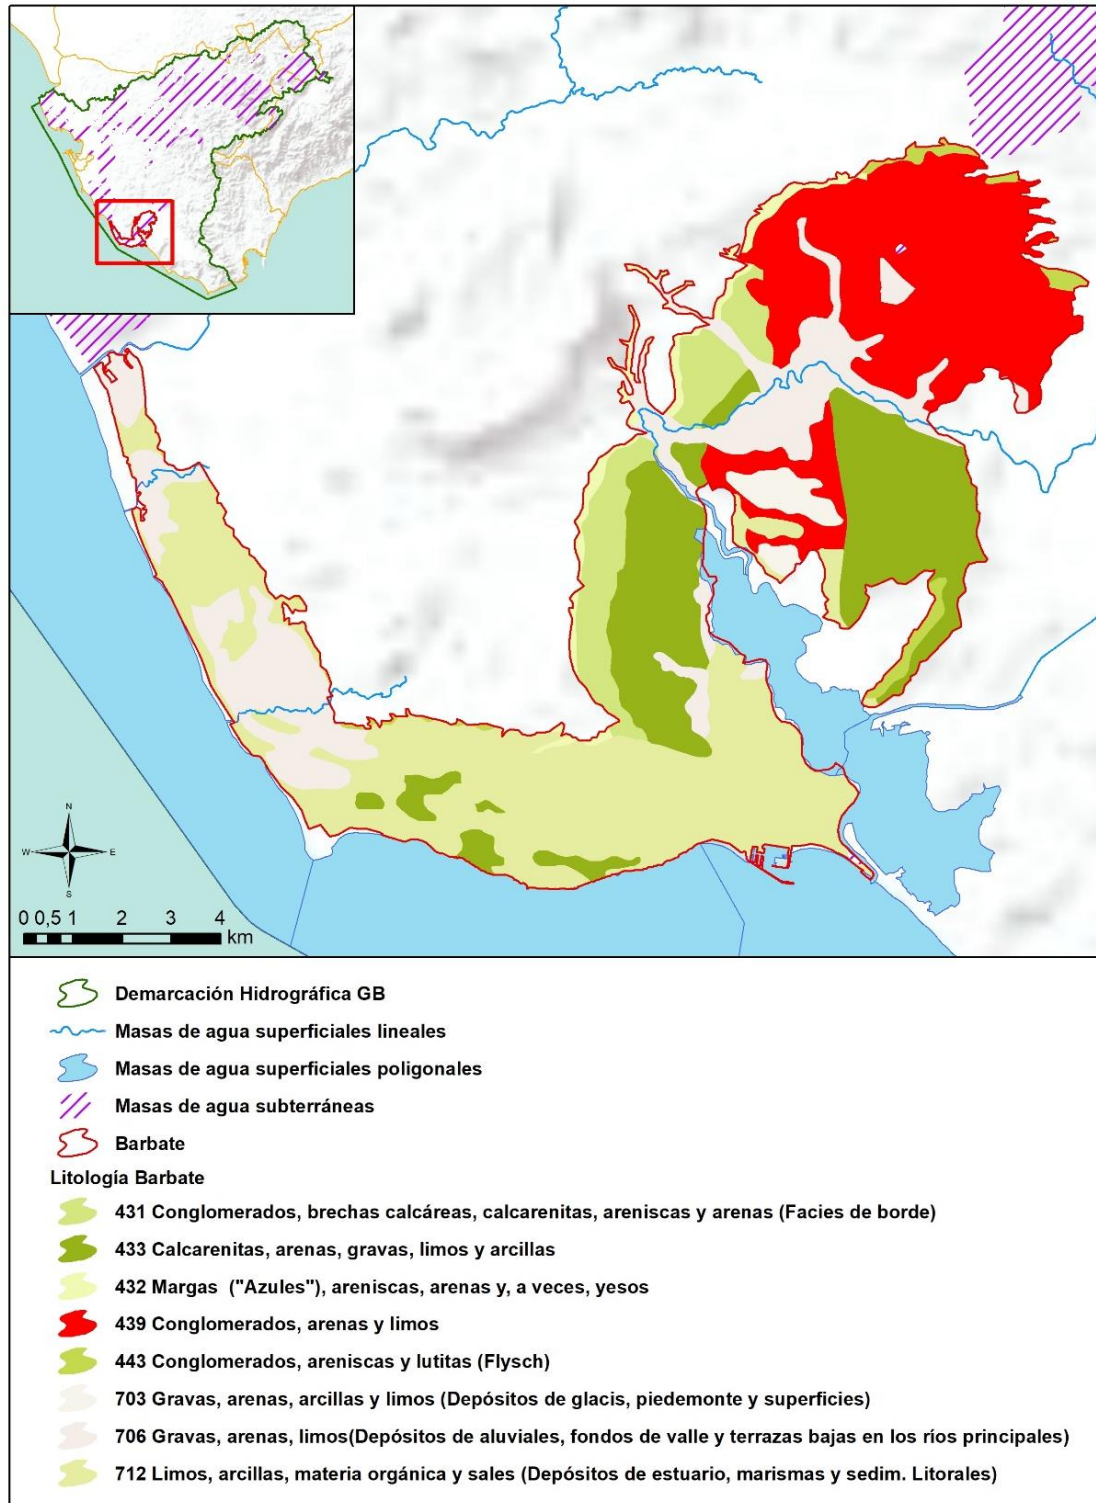 N
W E
S
0 0,5 1 2 3 4
km
Demarcación Hidrográfica GB
Masas de agua superficiales lineales
Masas de agua superficiales poligonales
Masas de agua subterráneas
Barbate
Litología Barbate
431 Conglomerados, brechas calcáreas, calcarenitas, areniscas y arenas (Facies de borde)
433 Calcarenitas, arenas, gravas, limos y arcillas
432 Margas ("Azules"), areniscas, arenas y, a veces, yesos
439 Conglomerados, arenas y limos
443 Conglomerados, areniscas y lutitas (Flysch)
703 Gravas, arenas, arcillas y limos (Depósitos de glacis, piedemonte y superficies)
706 Gravas, arenas, limos(Depósitos de aluviales, fondos de valle y terrazas bajas en los ríos principales)
712 Limos, arcillas, materia orgánica y sales (Depósitos de estuario, marismas y sedim. Litorales)